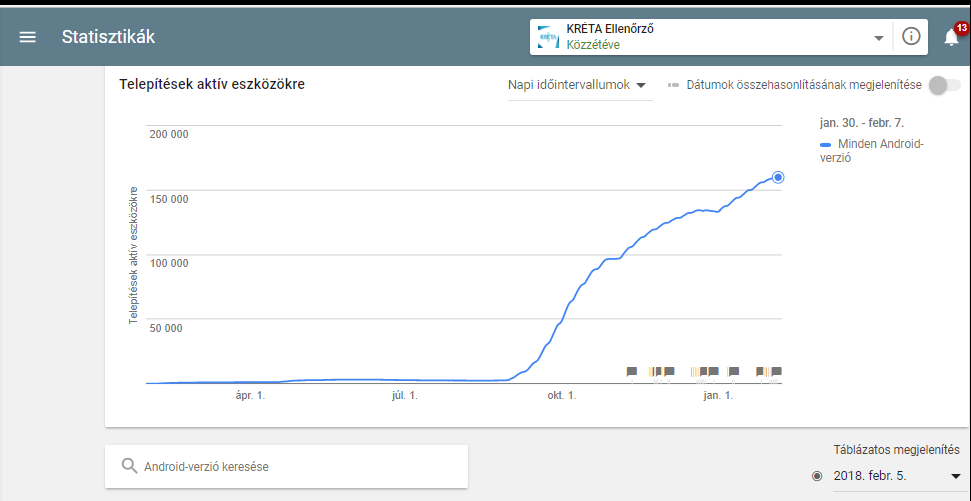 Statisztikák
KRÉTA
KRÉTA Ellenőrző
Közzétéve
13
Telepítések aktív eszközökre
Napi időintervallumok
Dátumok összehasonlításának megjelenítése
200 000
150 000
100 000
50 000
Telepítések aktív eszközökre
ápr. 1.
júl. 1.
okt. 1.
jan. 1.
jan. 30. - febr. 7.
Minden Android-
verzió
Android-verzió keresése
Táblázatos megjelenítés
2018. febr. 5.